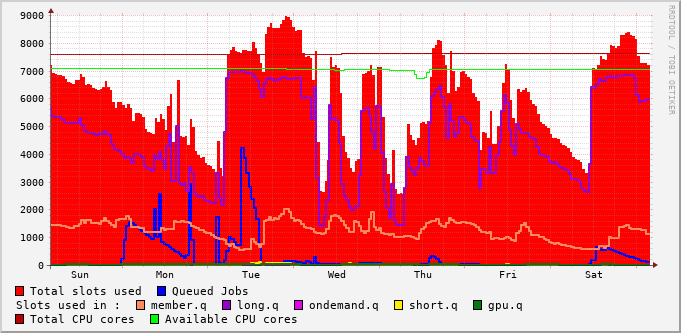 9000
8000
7000
6000
5000
4000
3000
2000
1000
0
Sun Mon Tue Wed Thu Fri Sat
RRDTOOL / TOBI OETIKER
Total slots used Queued Jobs
Slots used in : member.q long.q ondemand.q short.q gpu.q
Total CPU cores Available CPU cores